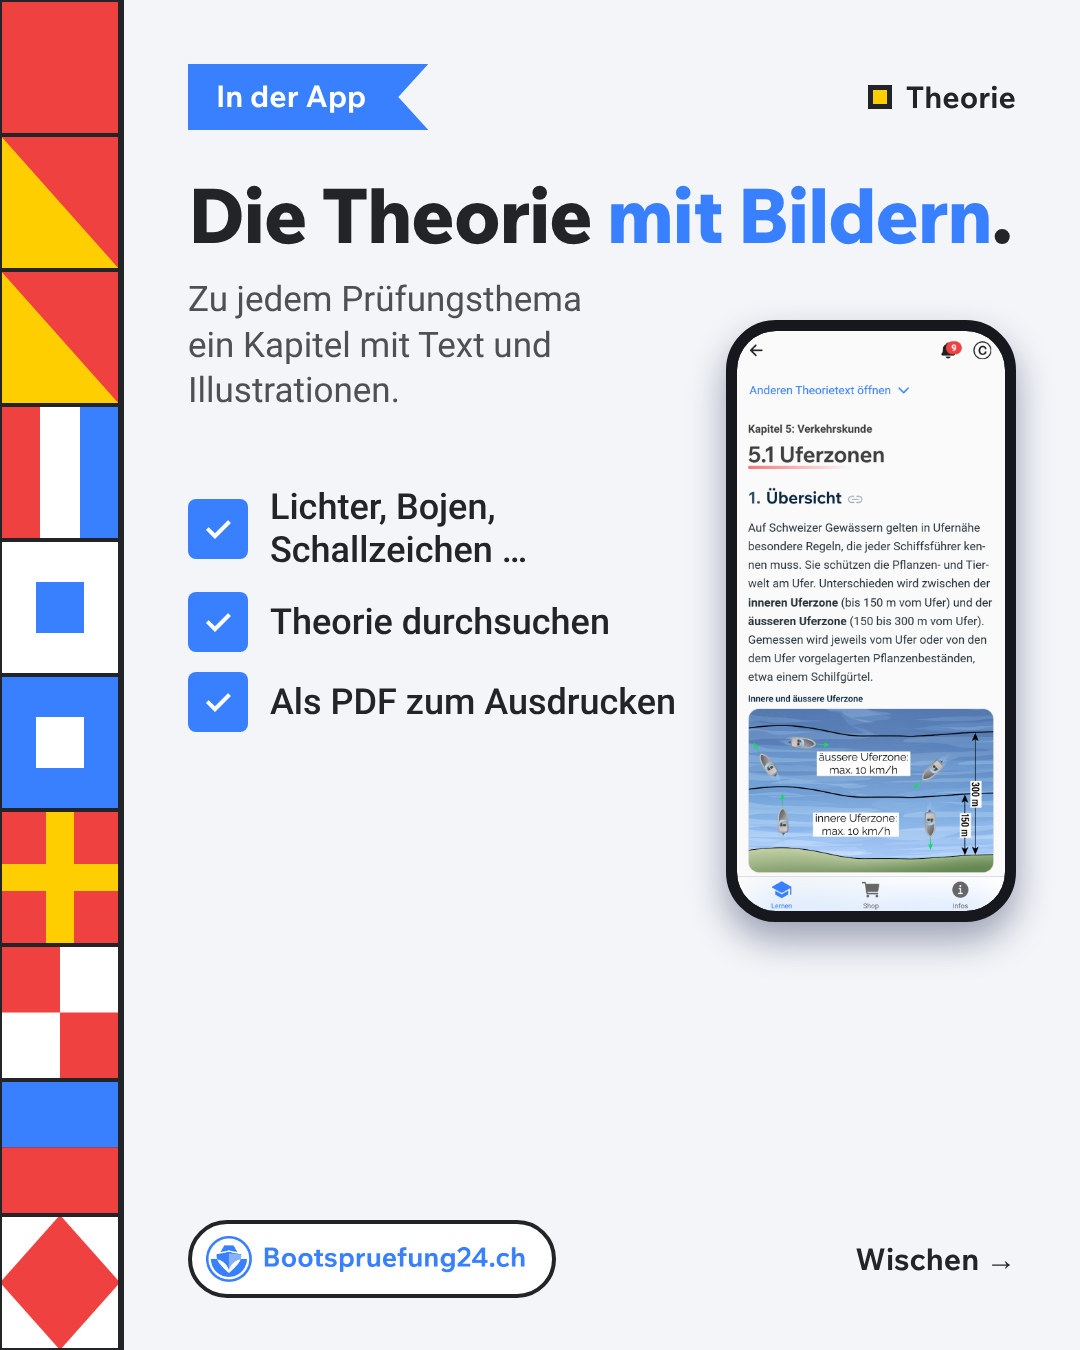 In der App
Theorie
Die Theorie mit Bildern.
Zu jedem Prüfungsthema
ein Kapitel mit Text und
Illustrationen.
Lichter, Bojen,
Schallzeichen ...
Theorie durchsuchen
Als PDF zum Ausdrucken
9
Anderen Theorietext öffnen
Kapitel 5: Verkehrskunde
5.1 Uferzonen
1. Übersicht
Auf Schweizer Gewässern gelten in Ufernähe
besondere Regeln, die jeder Schiffsführer ken-
nen muss. Sie schützen die Pflanzen- und Tier-
welt am Ufer. Unterschieden wird zwischen der
inneren Uferzone (bis 150 m vom Ufer) und der
äusseren Uferzone (150 bis 300 m vom Ufer).
Gemessen wird jeweils vom Ufer oder von den
dem Ufer vorgelagerten Pflanzenbeständen,
etwa einem Schilfgürtel.
Innere und äussere Uferzone
äussere Uferzone:
max. 10 km/h
300 m
innere Uferzone:
max. 10 km/h
150 m
Lernen
Shop
Infos
Bootspruefung24.ch
Wischen →